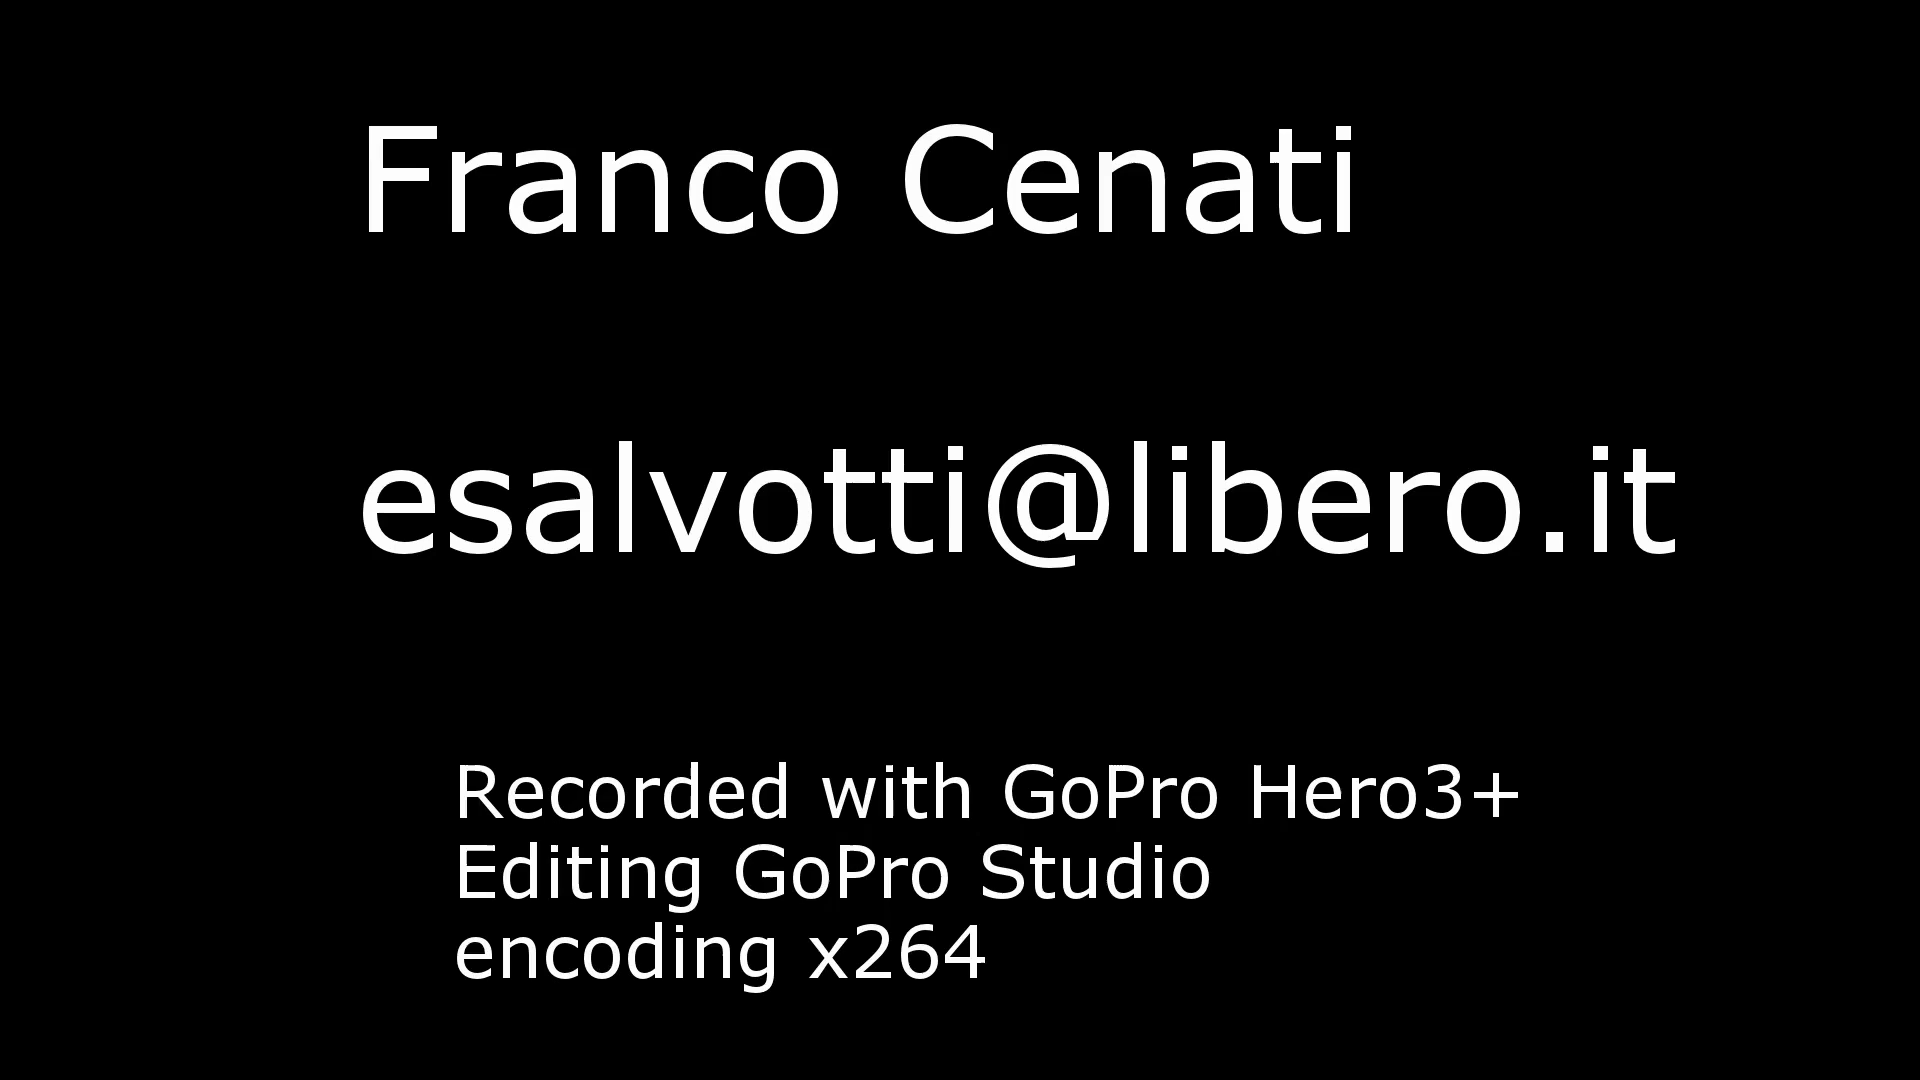 Franco Cenati
esalvotti@libero.it
Recorded with GoPro Hero3+
Editing GoPro Studio
encoding x264